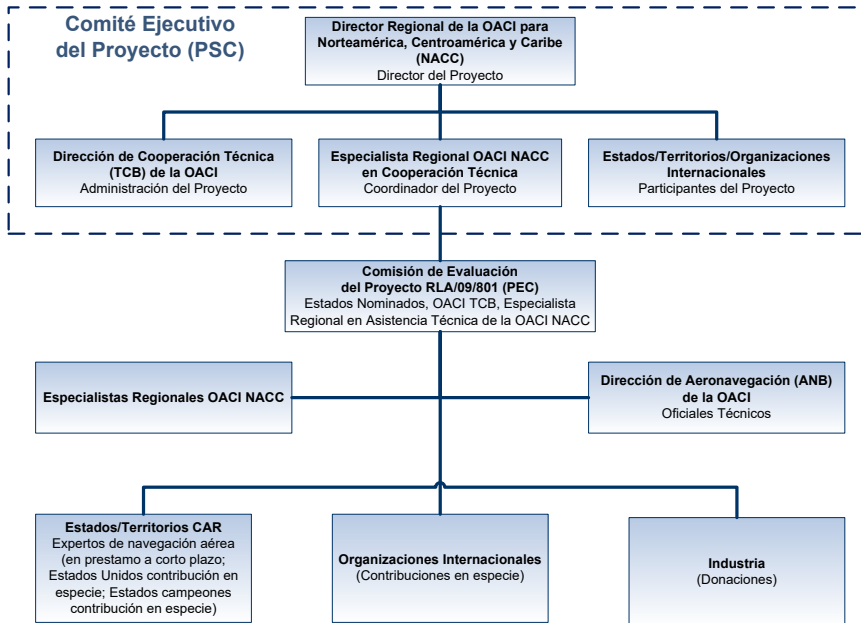 Comité Ejecutivo
del Proyecto (PSC)
Director Regional de la OACI para
Norteamérica, Centroamérica y Caribe
(NACC)
Director del Proyecto
Dirección de Cooperación Técnica
(TCB) de la OACI
Administración del Proyecto
Especialista Regional OACI NACC
en Cooperación Técnica
Coordinador del Proyecto
Estados/Territorios/Organizaciones
Internacionales
Participantes del Proyecto
Comisión de Evaluación
del Proyecto RLA/09/801 (PEC)
Estados Nominados, OACI TCB, Especialista
Regional en Asistencia Técnica de la OACI NACC
Especialistas Regionales OACI NACC
Dirección de Aeronavegación (ANB)
de la OACI
Oficiales Técnicos
Estados/Territorios CAR
Expertos de navegación aérea
(en prestamo a corto plazo;
Estados Unidos contribución en
especie; Estados campeones
contribución en especie)
Organizaciones Internacionales
(Contribuciones en especie)
Industria
(Donaciones)